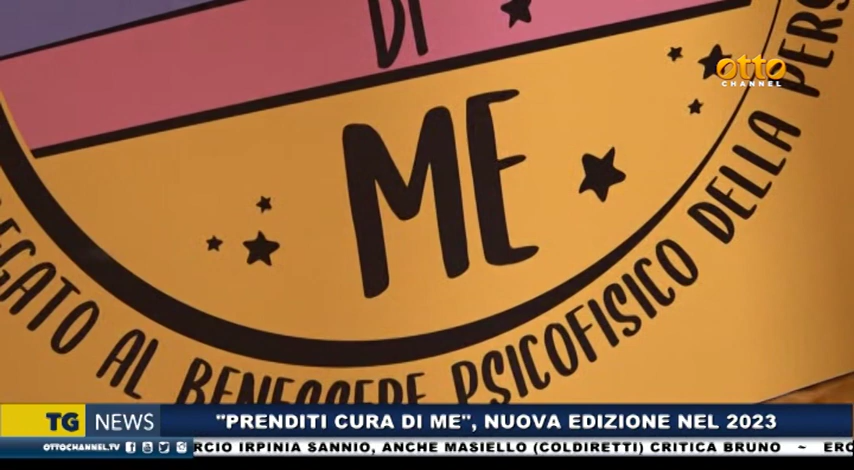 DI
ME
otto
CHANNEL
AL BENESSERE PSICOFISICO DELLA
TG NEWS
"PRENDITI CURA DI ME", NUOVA EDIZIONE NEL 2023
OTTOCHANNEL.TV
RCIO IRPINIA SANNIO, ANCHE MASIELLO (COLDIRETTI) CRITICA BRUNO ~ ERC